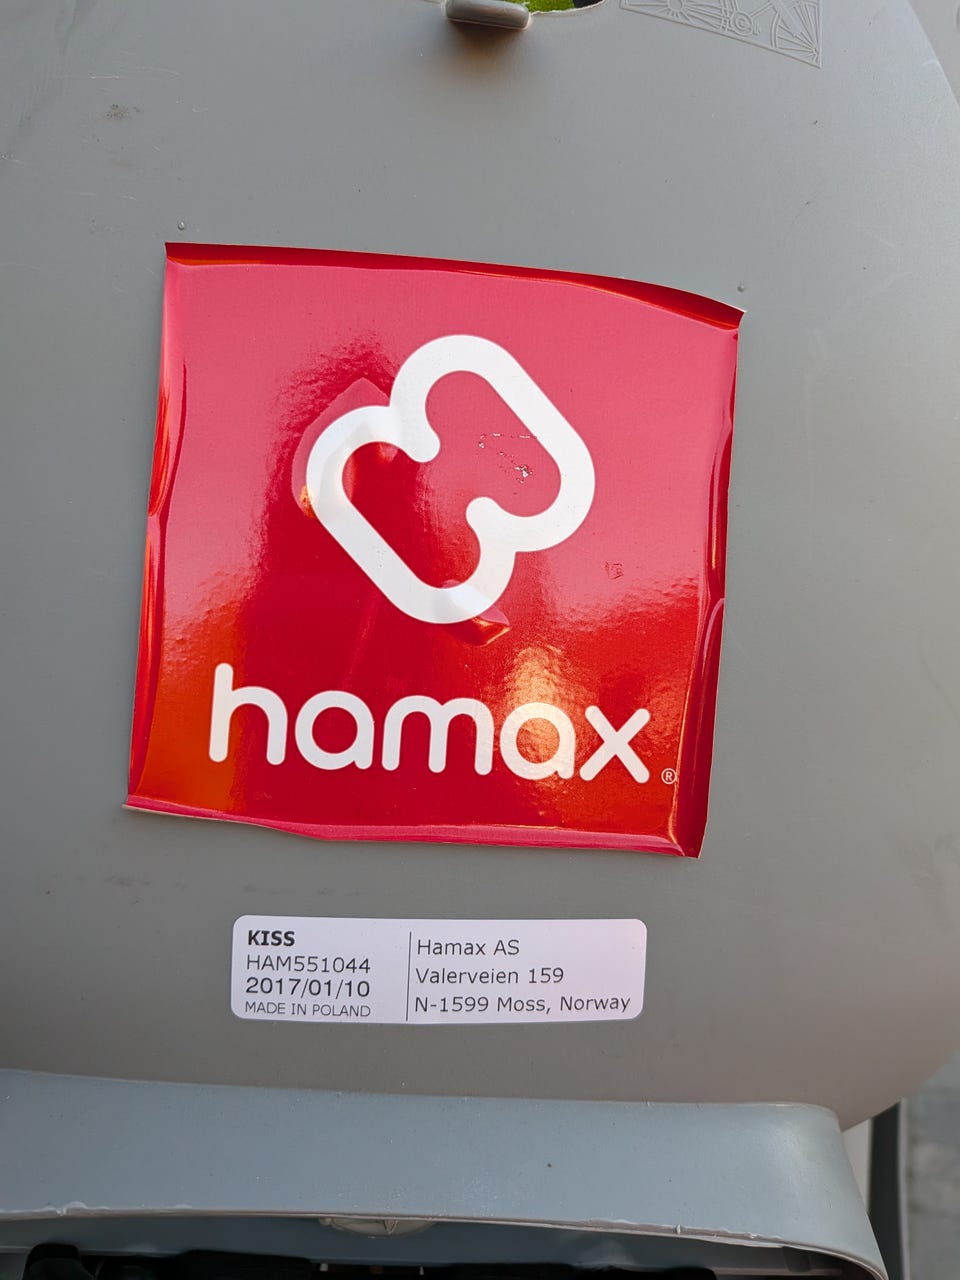 hamax®
KISS
HAM551044
2017/01/10
MADE IN POLAND
Hamax AS
Valerveien 159
N-1599 Moss, Norway